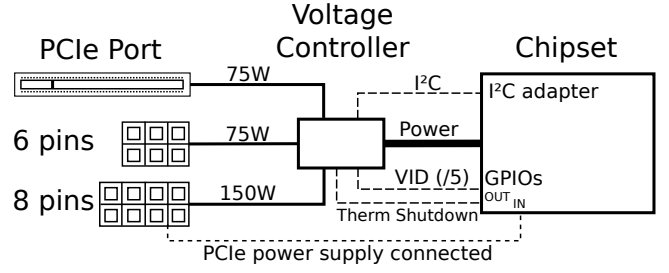 Voltage
Controller
PCIe Port
Chipset
75W
I²C
I²C adapter
6 pins
75W
Power
8 pins
150W
VID (/5)
GPIOs
OUT IN
Therm Shutdown
PCIe power supply connected